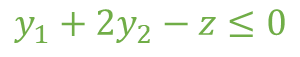 y₁ + 2y₂ − z ≤ 0